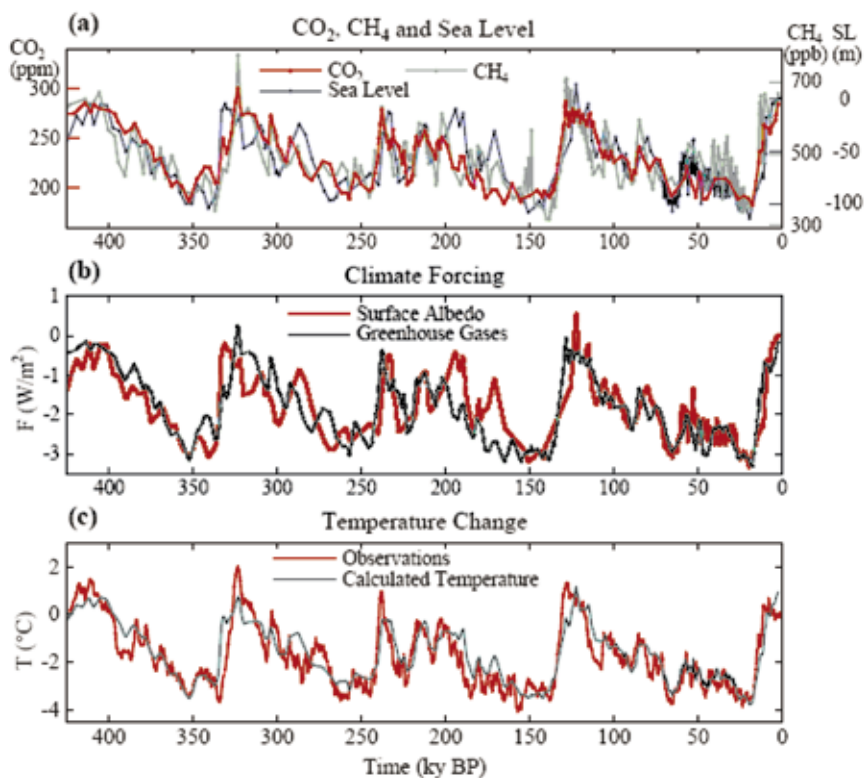 (a) CO₂, CH₄ and Sea Level
CO₂ (ppm)
CH₄ SL
(ppb) (m)
CO₂ CH₄
Sea Level
300
250
200
700
500
300
0
-50
-100
400 350 300 250 200 150 100 50 0
(b) Climate Forcing
Surface Albedo
Greenhouse Gases
F (W/m²)
1
0
-1
-2
-3
400 350 300 250 200 150 100 50 0
(c) Temperature Change
Observations
Calculated Temperature
T (°C)
2
0
-2
-4
400 350 300 250 200 150 100 50 0
Time (ky BP)